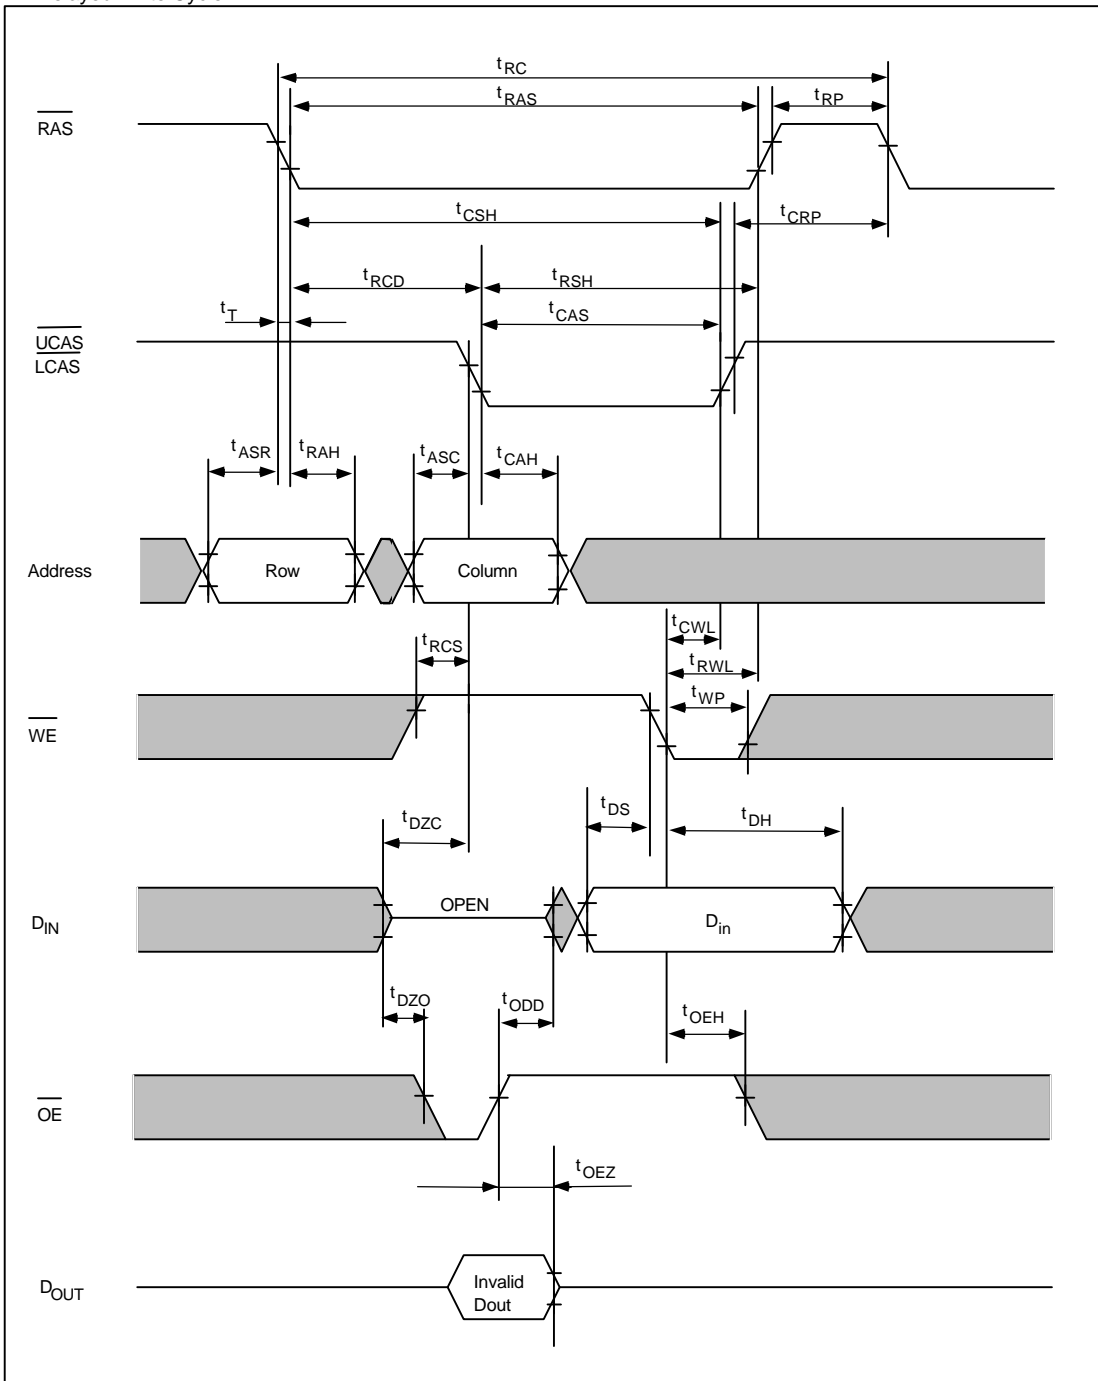 tRC
tRAS
tRP
RAS
tCSH
tCRP
tRCD
tRSH
tT
tCAS
UCAS
LCAS
tASR
tRAH
tASC
tCAH
Address
Row
Column
tCWL
tRCS
tRWL
tWP
WE
tDS
tDZC
tDH
OPEN
DIN
Din
tDZO
tODD
tOEH
OE
tOEZ
DOUT
Invalid
Dout